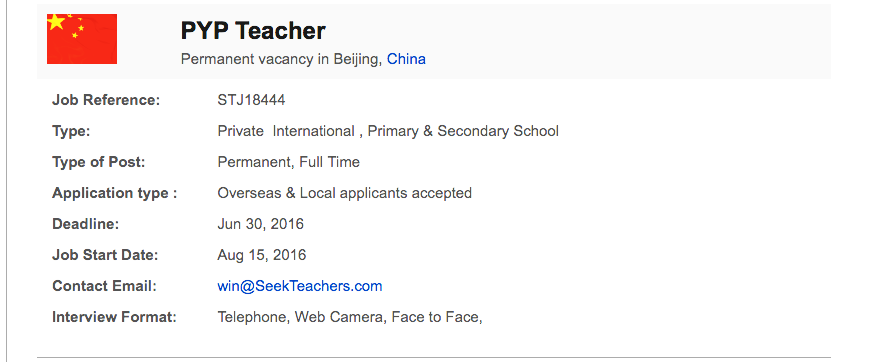 PYP Teacher
Permanent vacancy in Beijing, China
Job Reference: STJ18444
Type: Private  International , Primary & Secondary School
Type of Post: Permanent, Full Time
Application type : Overseas & Local applicants accepted
Deadline: Jun 30, 2016
Job Start Date: Aug 15, 2016
Contact Email: win@SeekTeachers.com
Interview Format: Telephone, Web Camera, Face to Face,